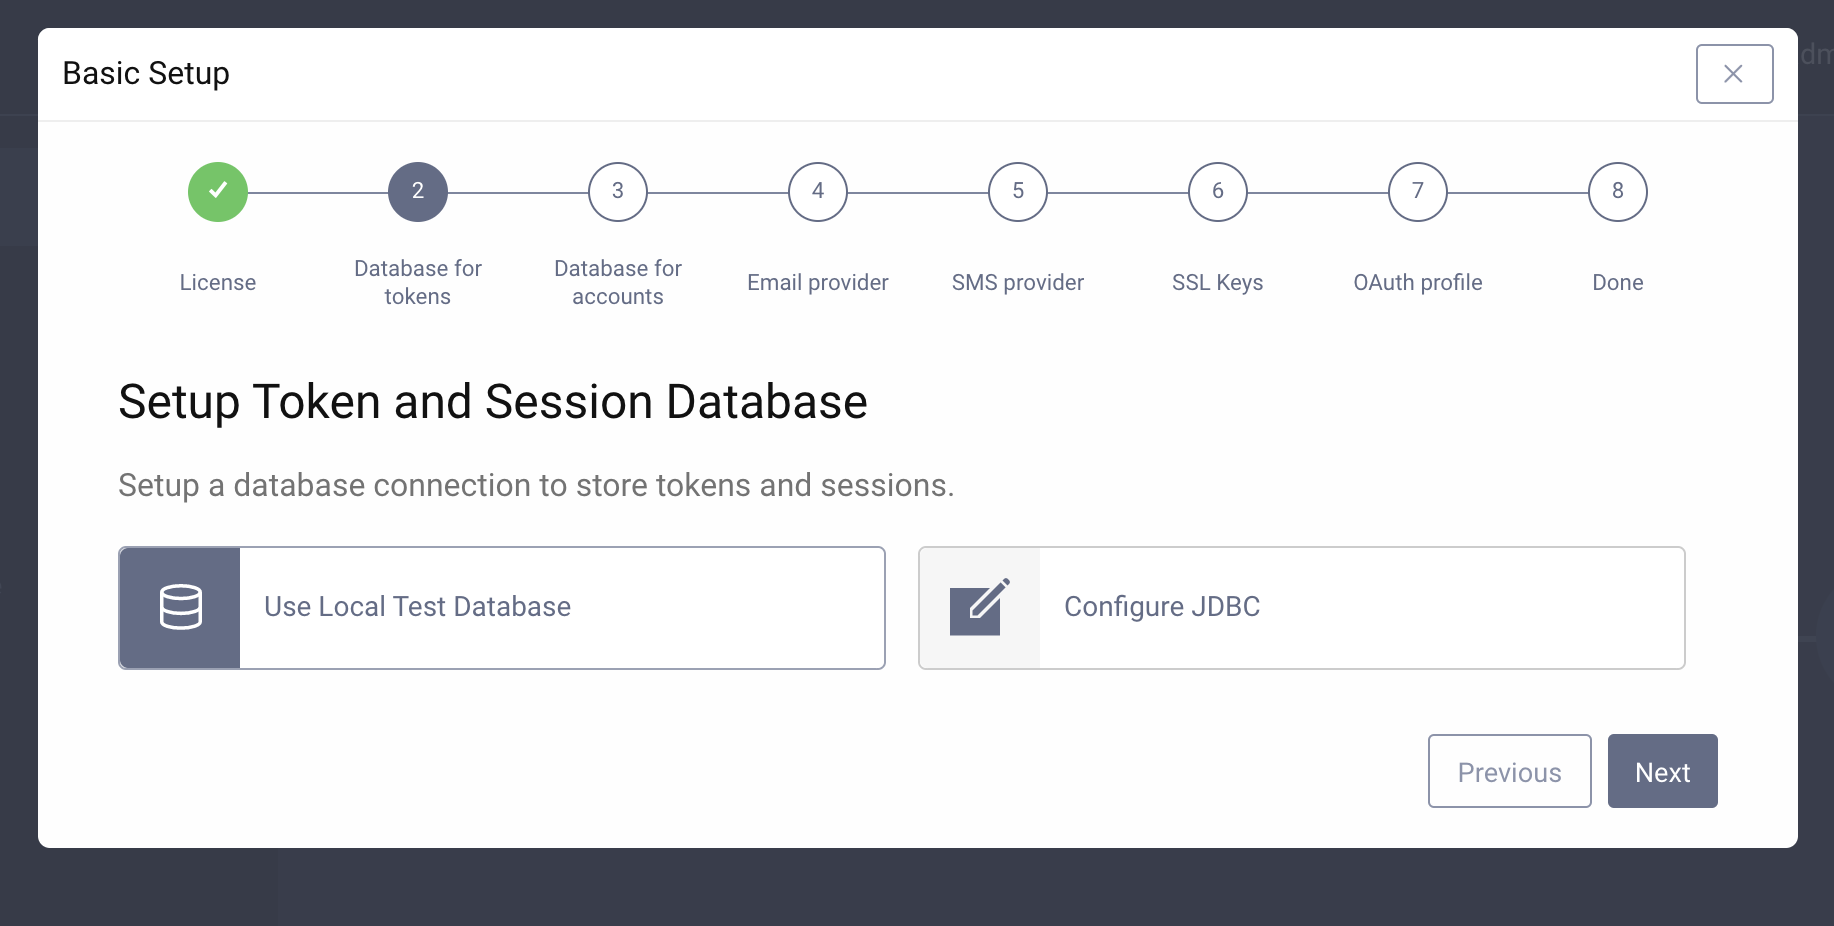 Basic Setup
2
3
4
5
6
7
8
License
Database for
tokens
Database for
accounts
Email provider
SMS provider
SSL Keys
OAuth profile
Done
Setup Token and Session Database
Setup a database connection to store tokens and sessions.
Use Local Test Database
Configure JDBC
Previous
Next